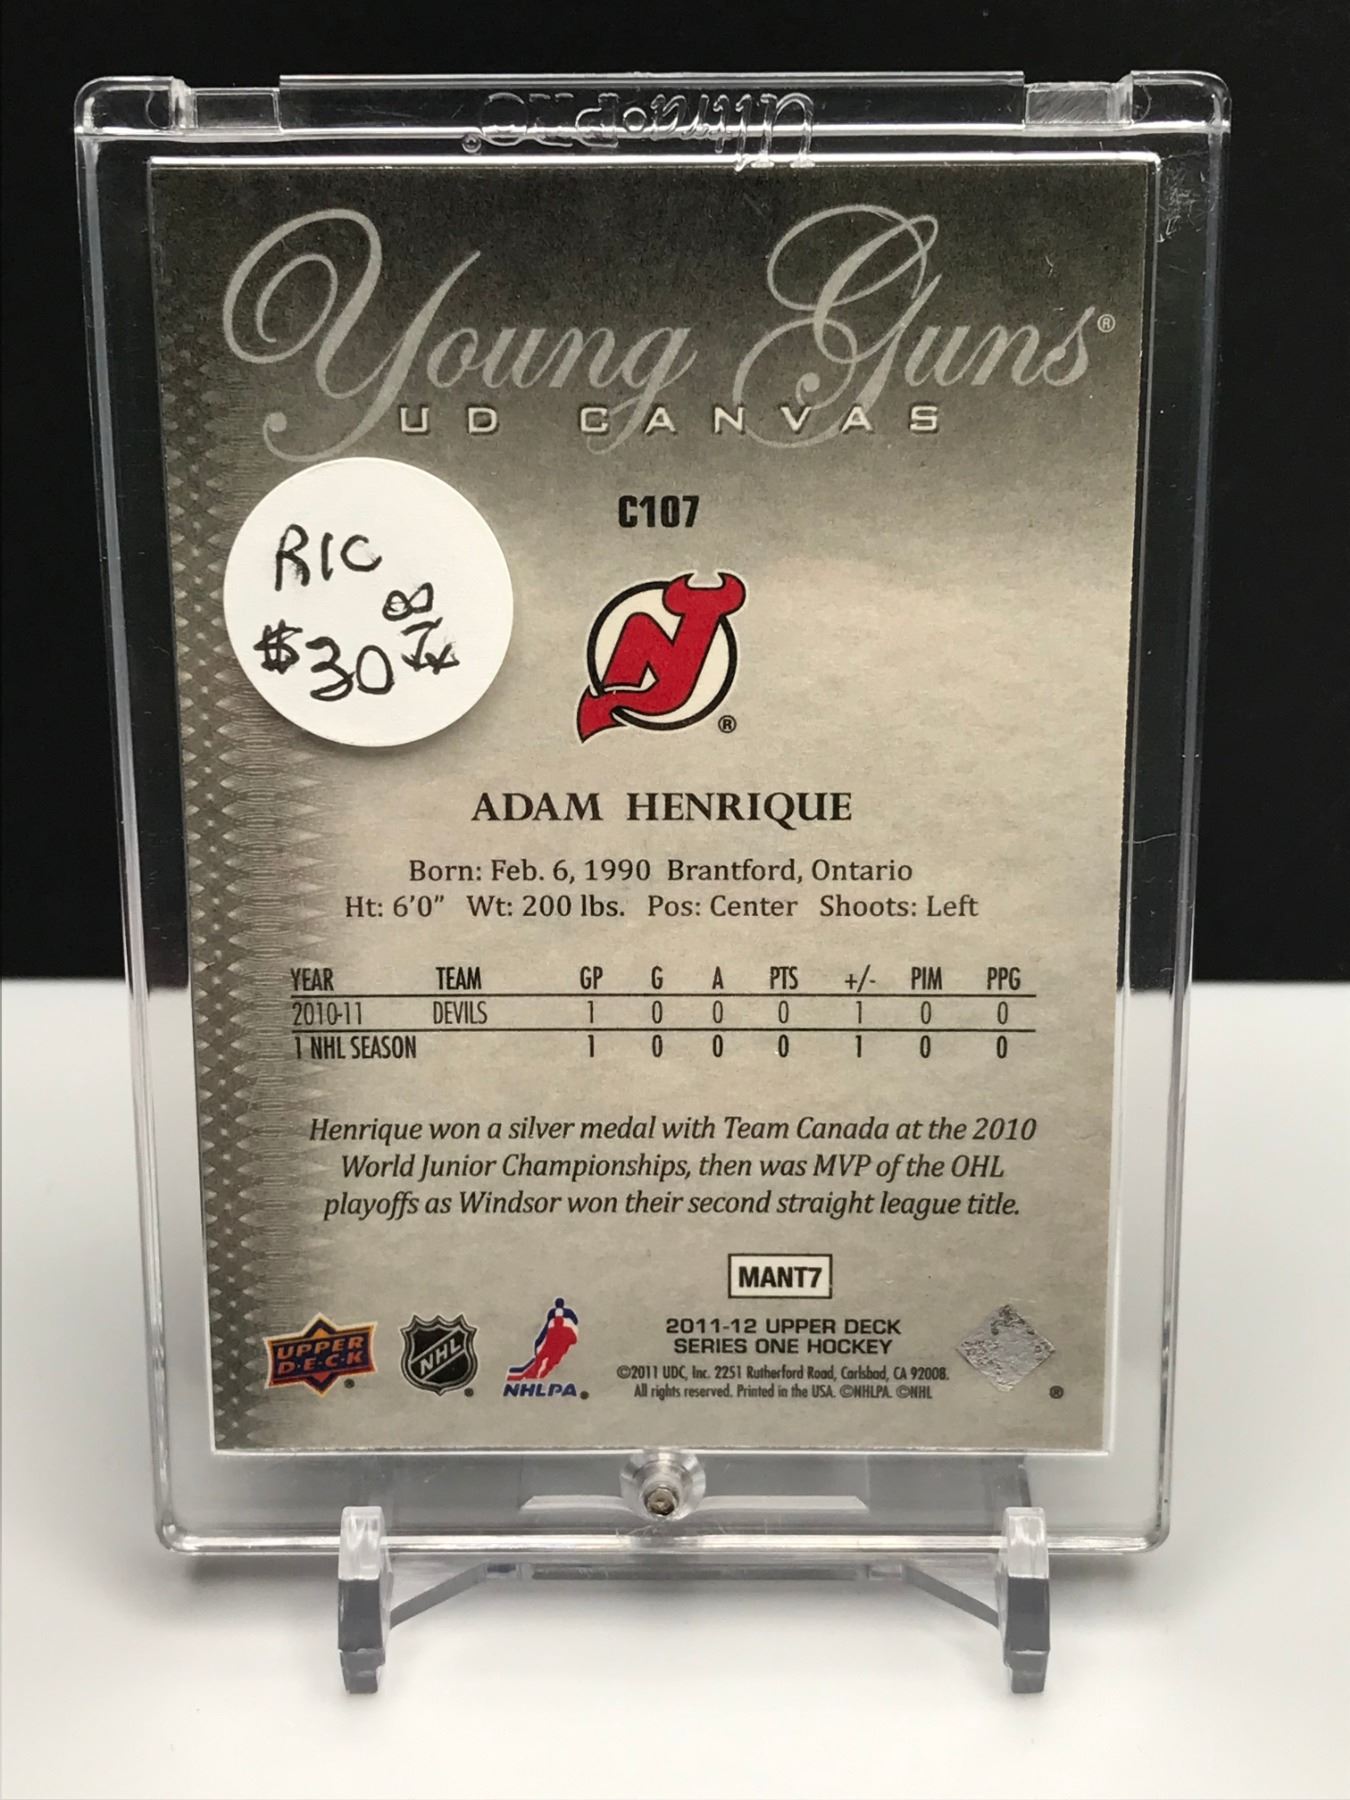 Ultra•PRO®
Young Guns®
UD CANVAS
C107
RIC
$30
®
ADAM HENRIQUE
Born: Feb. 6, 1990 Brantford, Ontario
Ht: 6'0" Wt: 200 lbs. Pos: Center Shoots: Left
YEAR TEAM GP G A PTS +/- PIM PPG
2010-11 DEVILS 1 0 0 0 1 0 0
1 NHL SEASON 1 0 0 0 1 0 0
Henrique won a silver medal with Team Canada at the 2010
World Junior Championships, then was MVP of the OHL
playoffs as Windsor won their second straight league title.
MANT7
UPPER
D•E•C•K
®
NHL
®
NHLPA®
2011-12 UPPER DECK
SERIES ONE HOCKEY
©2011 UDC, Inc. 2251 Rutherford Road, Carlsbad, CA 92008.
All rights reserved. Printed in the USA. ©NHLPA. ©NHL
®